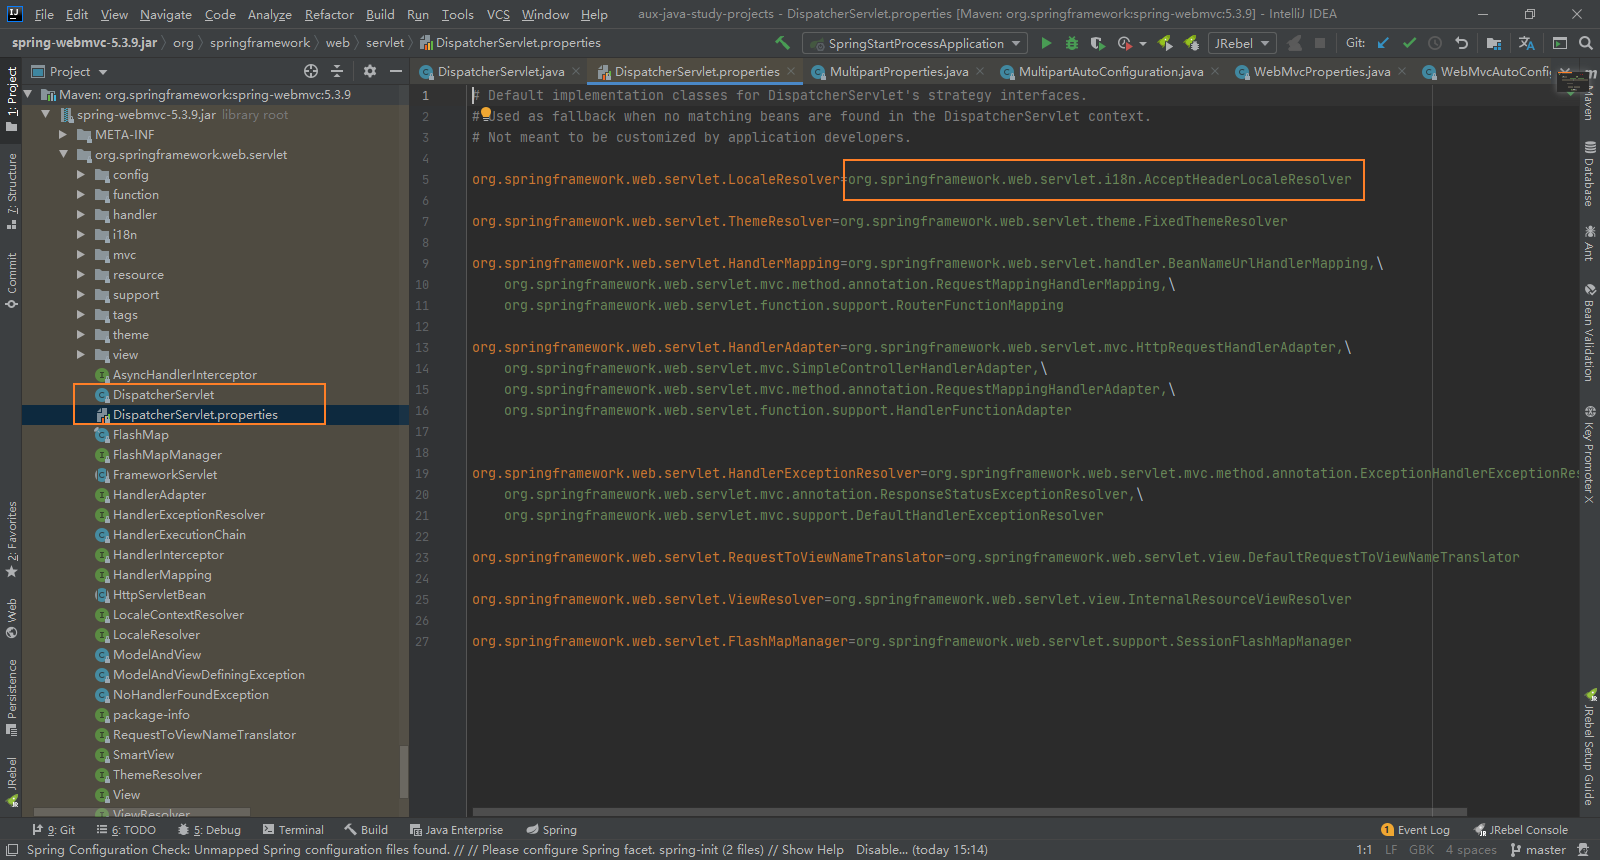 File Edit View Navigate Code Analyze Refactor Build Run Tools VCS Window Help aux-java-study-projects - DispatcherServlet.properties [Maven: org.springframework:spring-webmvc:5.3.9] - IntelliJ IDEA
spring-webmvc-5.3.9.jar org springframework web servlet DispatcherServlet.properties SpringStartProcessApplication JRebel Git:
Project DispatcherServlet.java DispatcherServlet.properties MultipartProperties.java MultipartAutoConfiguration.java WebMvcProperties.java WebMvcAutoConfig
Maven: org.springframework:spring-webmvc:5.3.9
spring-webmvc-5.3.9.jar library root
META-INF
org.springframework.web.servlet
config
function
handler
i18n
mvc
resource
support
tags
theme
view
AsyncHandlerInterceptor
DispatcherServlet
DispatcherServlet.properties
FlashMap
FlashMapManager
FrameworkServlet
HandlerAdapter
HandlerExceptionResolver
HandlerExecutionChain
HandlerInterceptor
HandlerMapping
HttpServletBean
LocaleContextResolver
LocaleResolver
ModelAndView
ModelAndViewDefiningException
NoHandlerFoundException
package-info
RequestToViewNameTranslator
SmartView
ThemeResolver
View
ViewResolver
1 # Default implementation classes for DispatcherServlet's strategy interfaces.
2 # Used as fallback when no matching beans are found in the DispatcherServlet context.
3 # Not meant to be customized by application developers.
4
5 org.springframework.web.servlet.LocaleResolver=org.springframework.web.servlet.i18n.AcceptHeaderLocaleResolver
6
7 org.springframework.web.servlet.ThemeResolver=org.springframework.web.servlet.theme.FixedThemeResolver
8
9 org.springframework.web.servlet.HandlerMapping=org.springframework.web.servlet.handler.BeanNameUrlHandlerMapping,\
10 org.springframework.web.servlet.mvc.method.annotation.RequestMappingHandlerMapping,\
11 org.springframework.web.servlet.function.support.RouterFunctionMapping
12
13 org.springframework.web.servlet.HandlerAdapter=org.springframework.web.servlet.mvc.HttpRequestHandlerAdapter,\
14 org.springframework.web.servlet.mvc.SimpleControllerHandlerAdapter,\
15 org.springframework.web.servlet.mvc.method.annotation.RequestMappingHandlerAdapter,\
16 org.springframework.web.servlet.function.support.HandlerFunctionAdapter
17
18
19 org.springframework.web.servlet.HandlerExceptionResolver=org.springframework.web.servlet.mvc.method.annotation.ExceptionHandlerExceptionRes
20 org.springframework.web.servlet.mvc.annotation.ResponseStatusExceptionResolver,\
21 org.springframework.web.servlet.mvc.support.DefaultHandlerExceptionResolver
22
23 org.springframework.web.servlet.RequestToViewNameTranslator=org.springframework.web.servlet.view.DefaultRequestToViewNameTranslator
24
25 org.springframework.web.servlet.ViewResolver=org.springframework.web.servlet.view.InternalResourceViewResolver
26
27 org.springframework.web.servlet.FlashMapManager=org.springframework.web.servlet.support.SessionFlashMapManager
1: Project
7: Structure
Commit
2: Favorites
Web
Persistence
JRebel
Maven
Database
Ant
Bean Validation
Key Promoter X
JRebel Setup Guide
9: Git 6: TODO 5: Debug Terminal Build Java Enterprise Spring 1 Event Log JRebel Console
Spring Configuration Check: Unmapped Spring configuration files found. // // Please configure Spring facet. spring-init (2 files) // Show Help Disable... (today 15:14) 1:1 LF GBK 4 spaces master